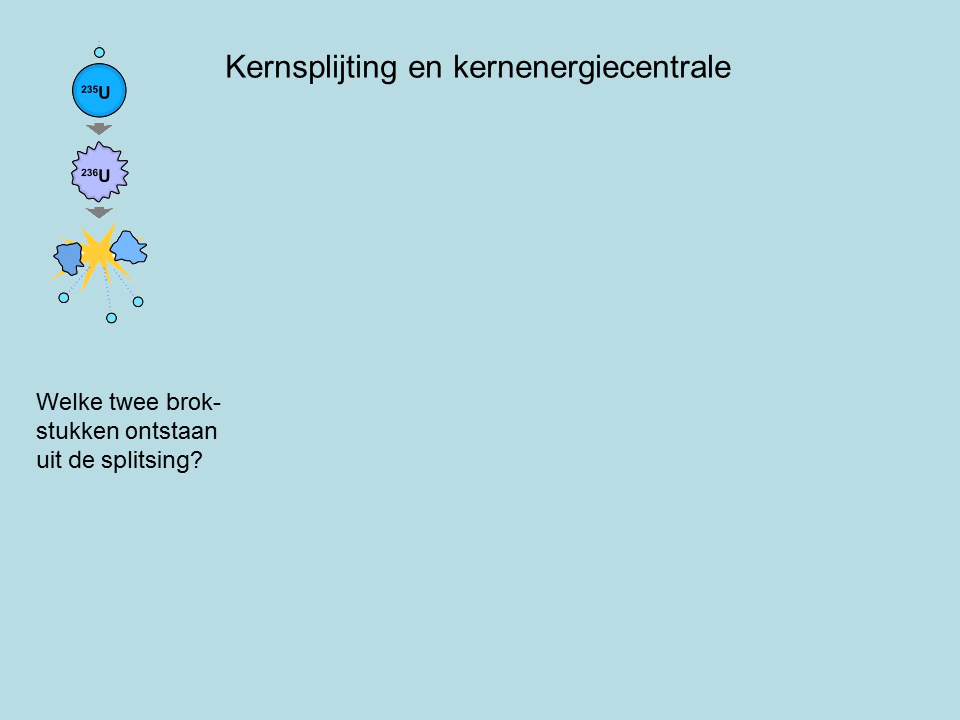 Kernsplijting en kernenergiecentrale
235U
236U
Welke twee brok-
stukken ontstaan
uit de splitsing?